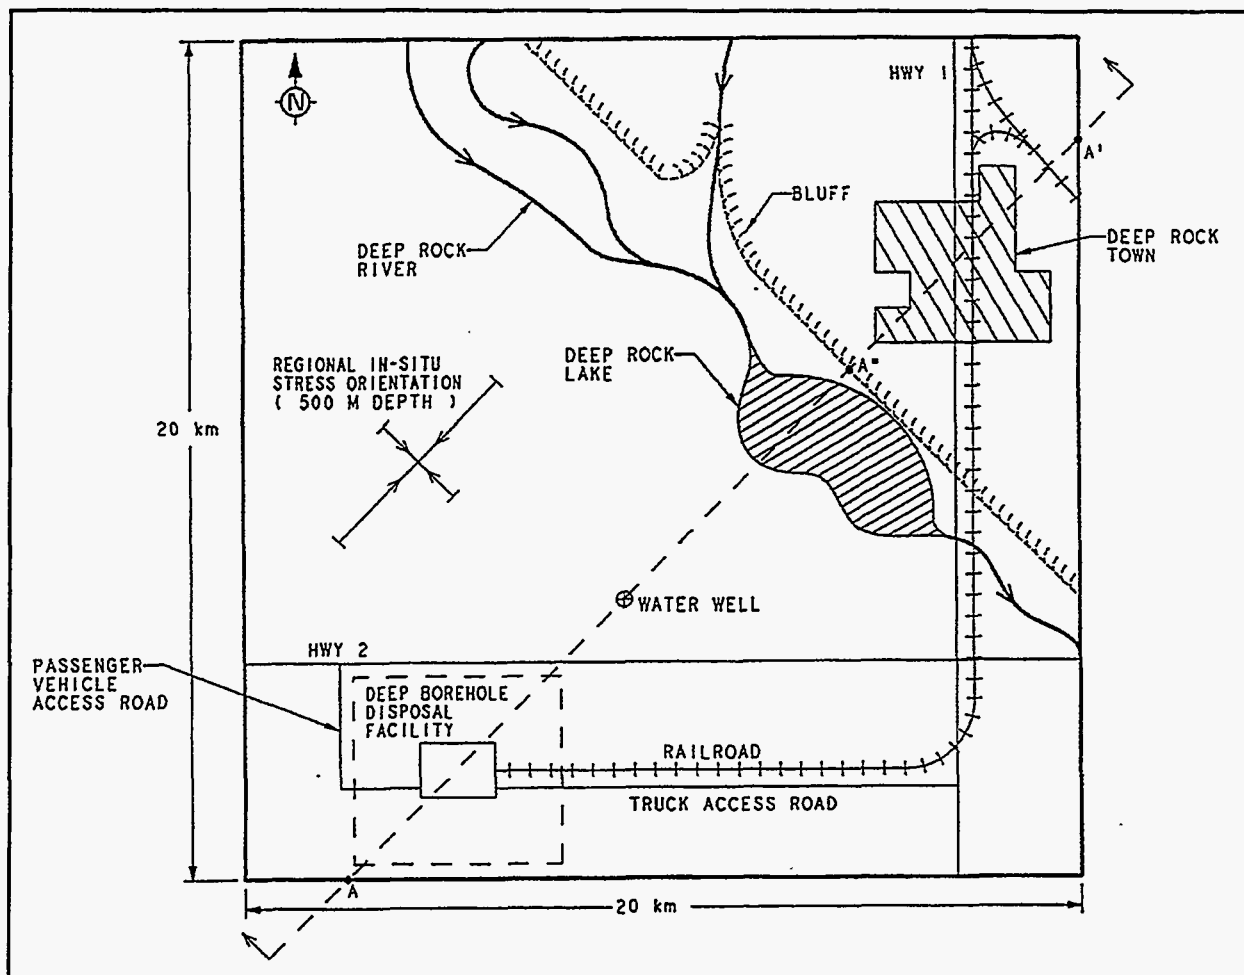 HWY 1
N
A'
BLUFF
DEEP ROCK
RIVER
DEEP ROCK
TOWN
DEEP ROCK
LAKE
A"
REGIONAL IN-SITU
STRESS ORIENTATION
( 500 M DEPTH )
20 km
WATER WELL
HWY 2
PASSENGER
VEHICLE
ACCESS ROAD
DEEP BOREHOLE
DISPOSAL
FACILITY
RAILROAD
TRUCK ACCESS ROAD
A
20 km